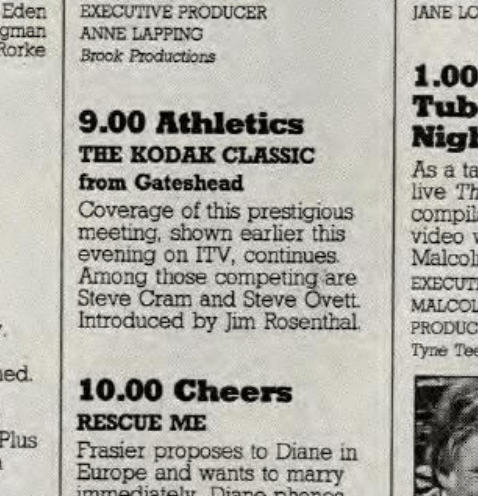 Eden
gman
Rorke
y.
ned.
Plus
EXECUTIVE PRODUCER
ANNE LAPPING
Brook Productions
9.00 Athletics
THE KODAK CLASSIC
from Gateshead
Coverage of this prestigious
meeting, shown earlier this
evening on ITV, continues.
Among those competing are
Steve Cram and Steve Ovett.
Introduced by Jim Rosenthal.
10.00 Cheers
RESCUE ME
Frasier proposes to Diane in
Europe and wants to marry
immediately. Diane phones
JANE LO
1.00
Tub
Nigh
As a ta
live Th
compil
video w
Malcol
EXECUTI
MALCOL
PRODUC
Tyne Tee